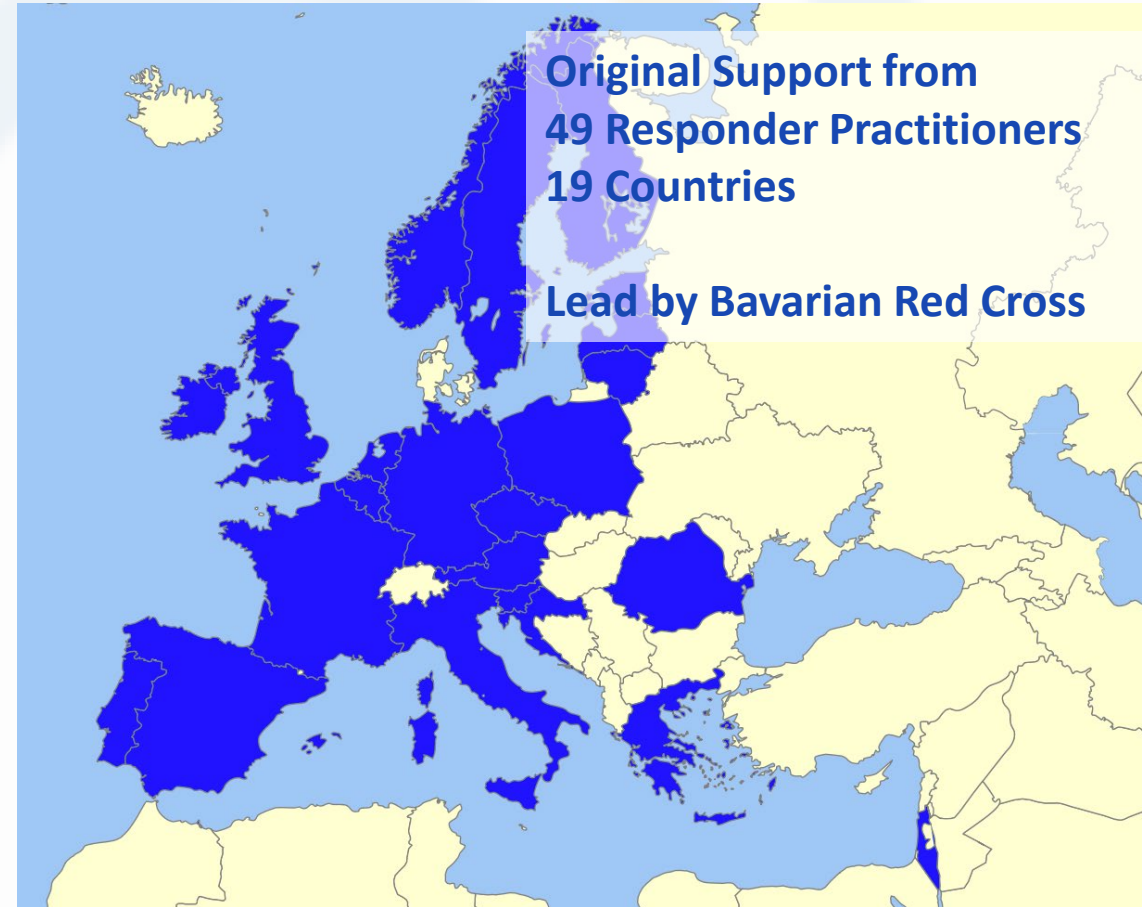 Original Support from
49 Responder Practitioners
19 Countries
Lead by Bavarian Red Cross